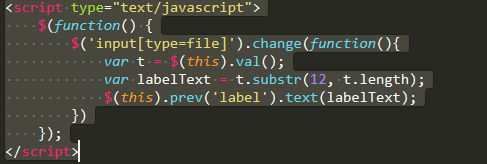 <script type="text/javascript">
    $(function() {
        $('input[type=file]').change(function(){
            var t = $(this).val();
            var labelText = t.substr(12, t.length);
            $(this).prev('label').text(labelText);
        })
    });
</script>